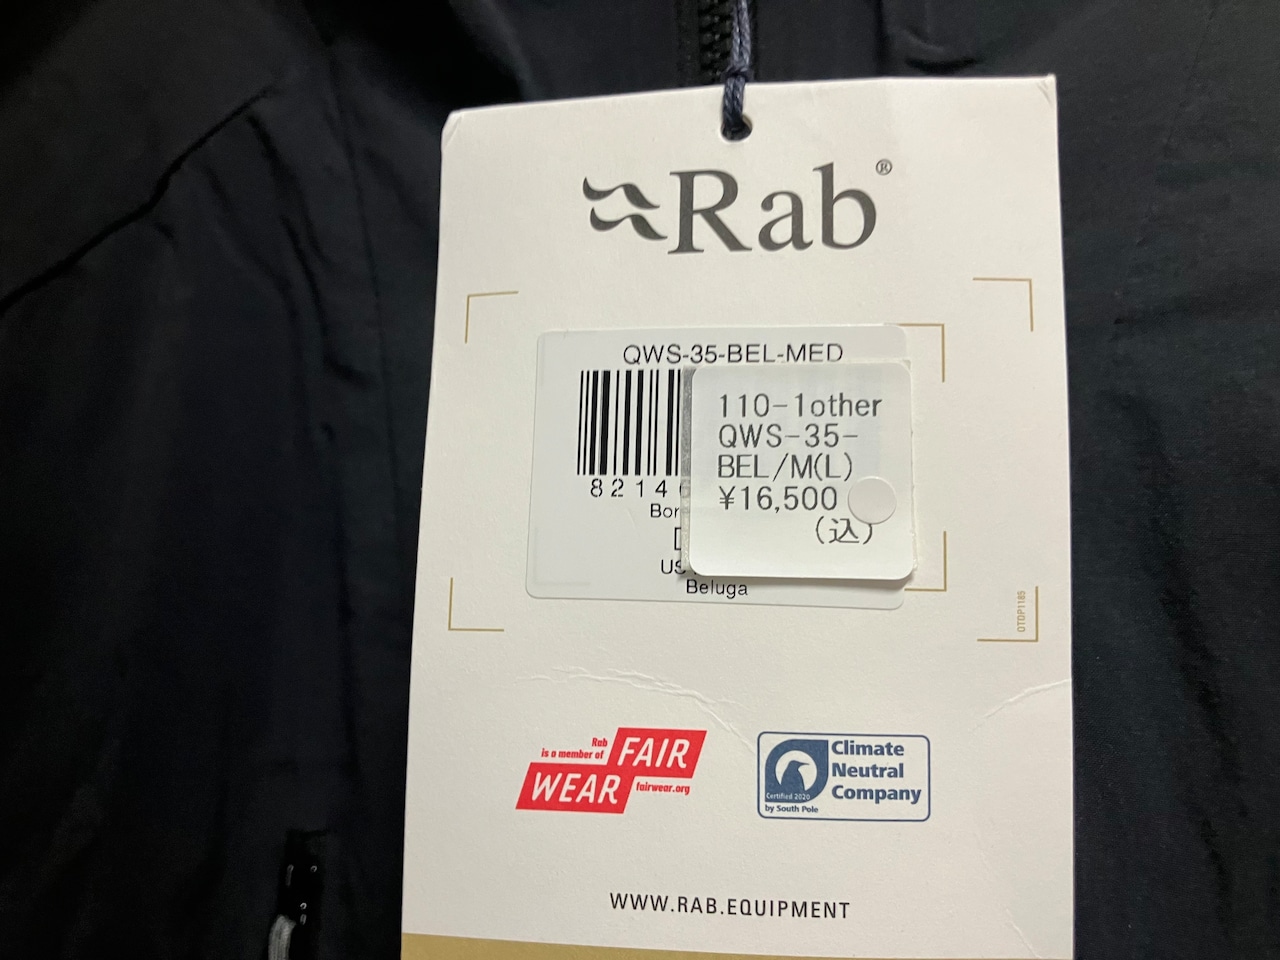 Rab®
QWS-35-BEL-MED
110-1other
QWS-35-
BEL/M(L)
¥16,500
(込)
8214
Beluga
OTDP1185
Rab
is a member of
FAIR
WEAR
fairwear.org
Climate
Neutral
Company
Certified 2020
by South Pole
WWW.RAB.EQUIPMENT